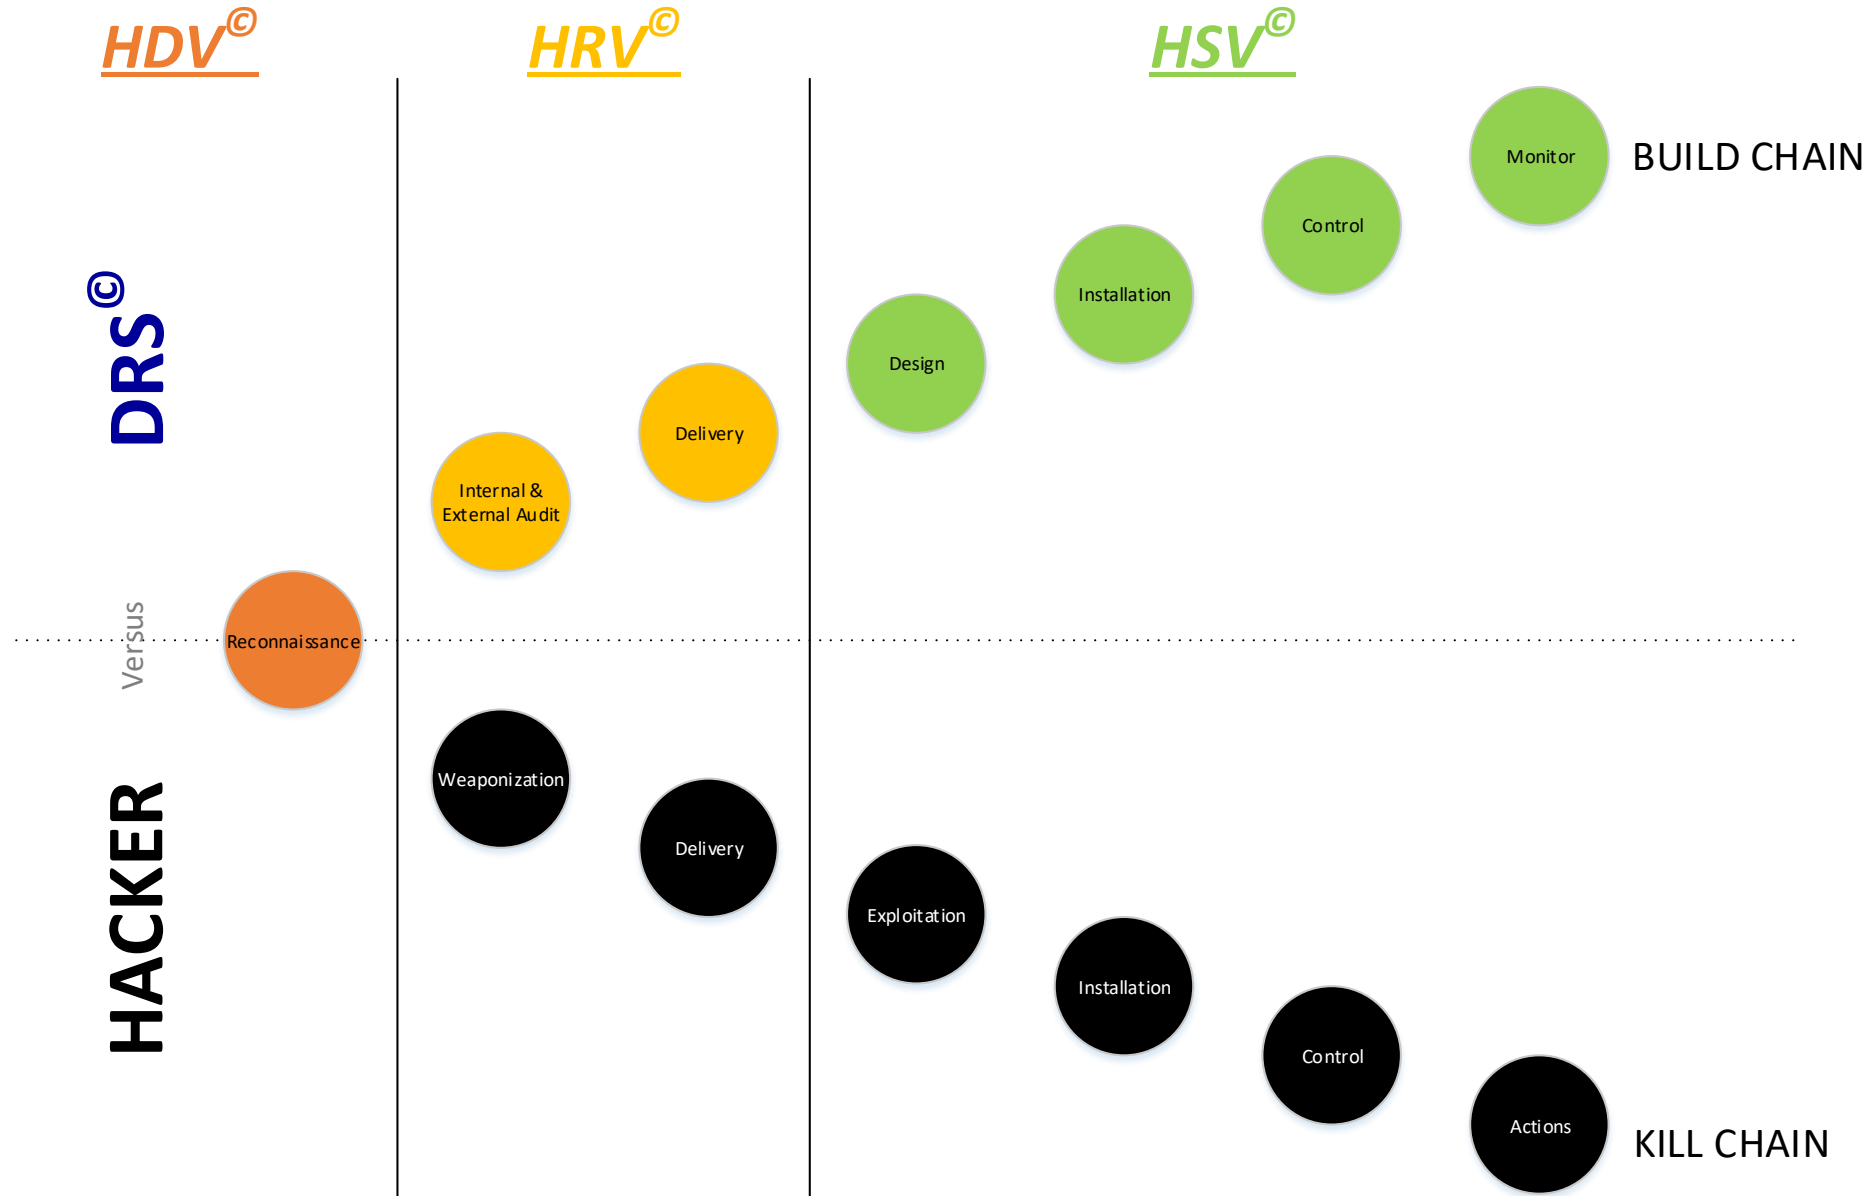 HDV©
HRV©
HSV©
BUILD CHAIN
Monitor
Control
Installation
Design
Delivery
Internal &
External Audit
DRS©
Versus
Reconnaissance
HACKER
Weaponization
Delivery
Exploitation
Installation
Control
Actions
KILL CHAIN